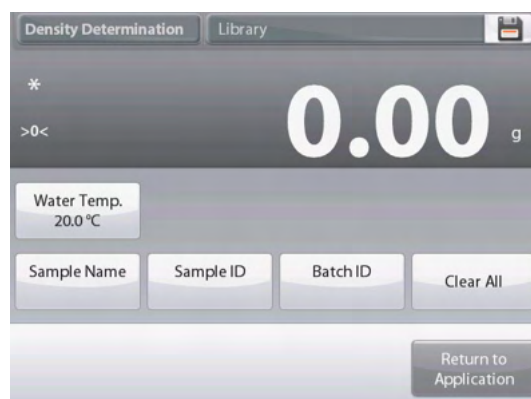 Density Determination
Library
*
>0<
0.00 g
Water Temp.
20.0 °C
Sample Name
Sample ID
Batch ID
Clear All
Return to
Application